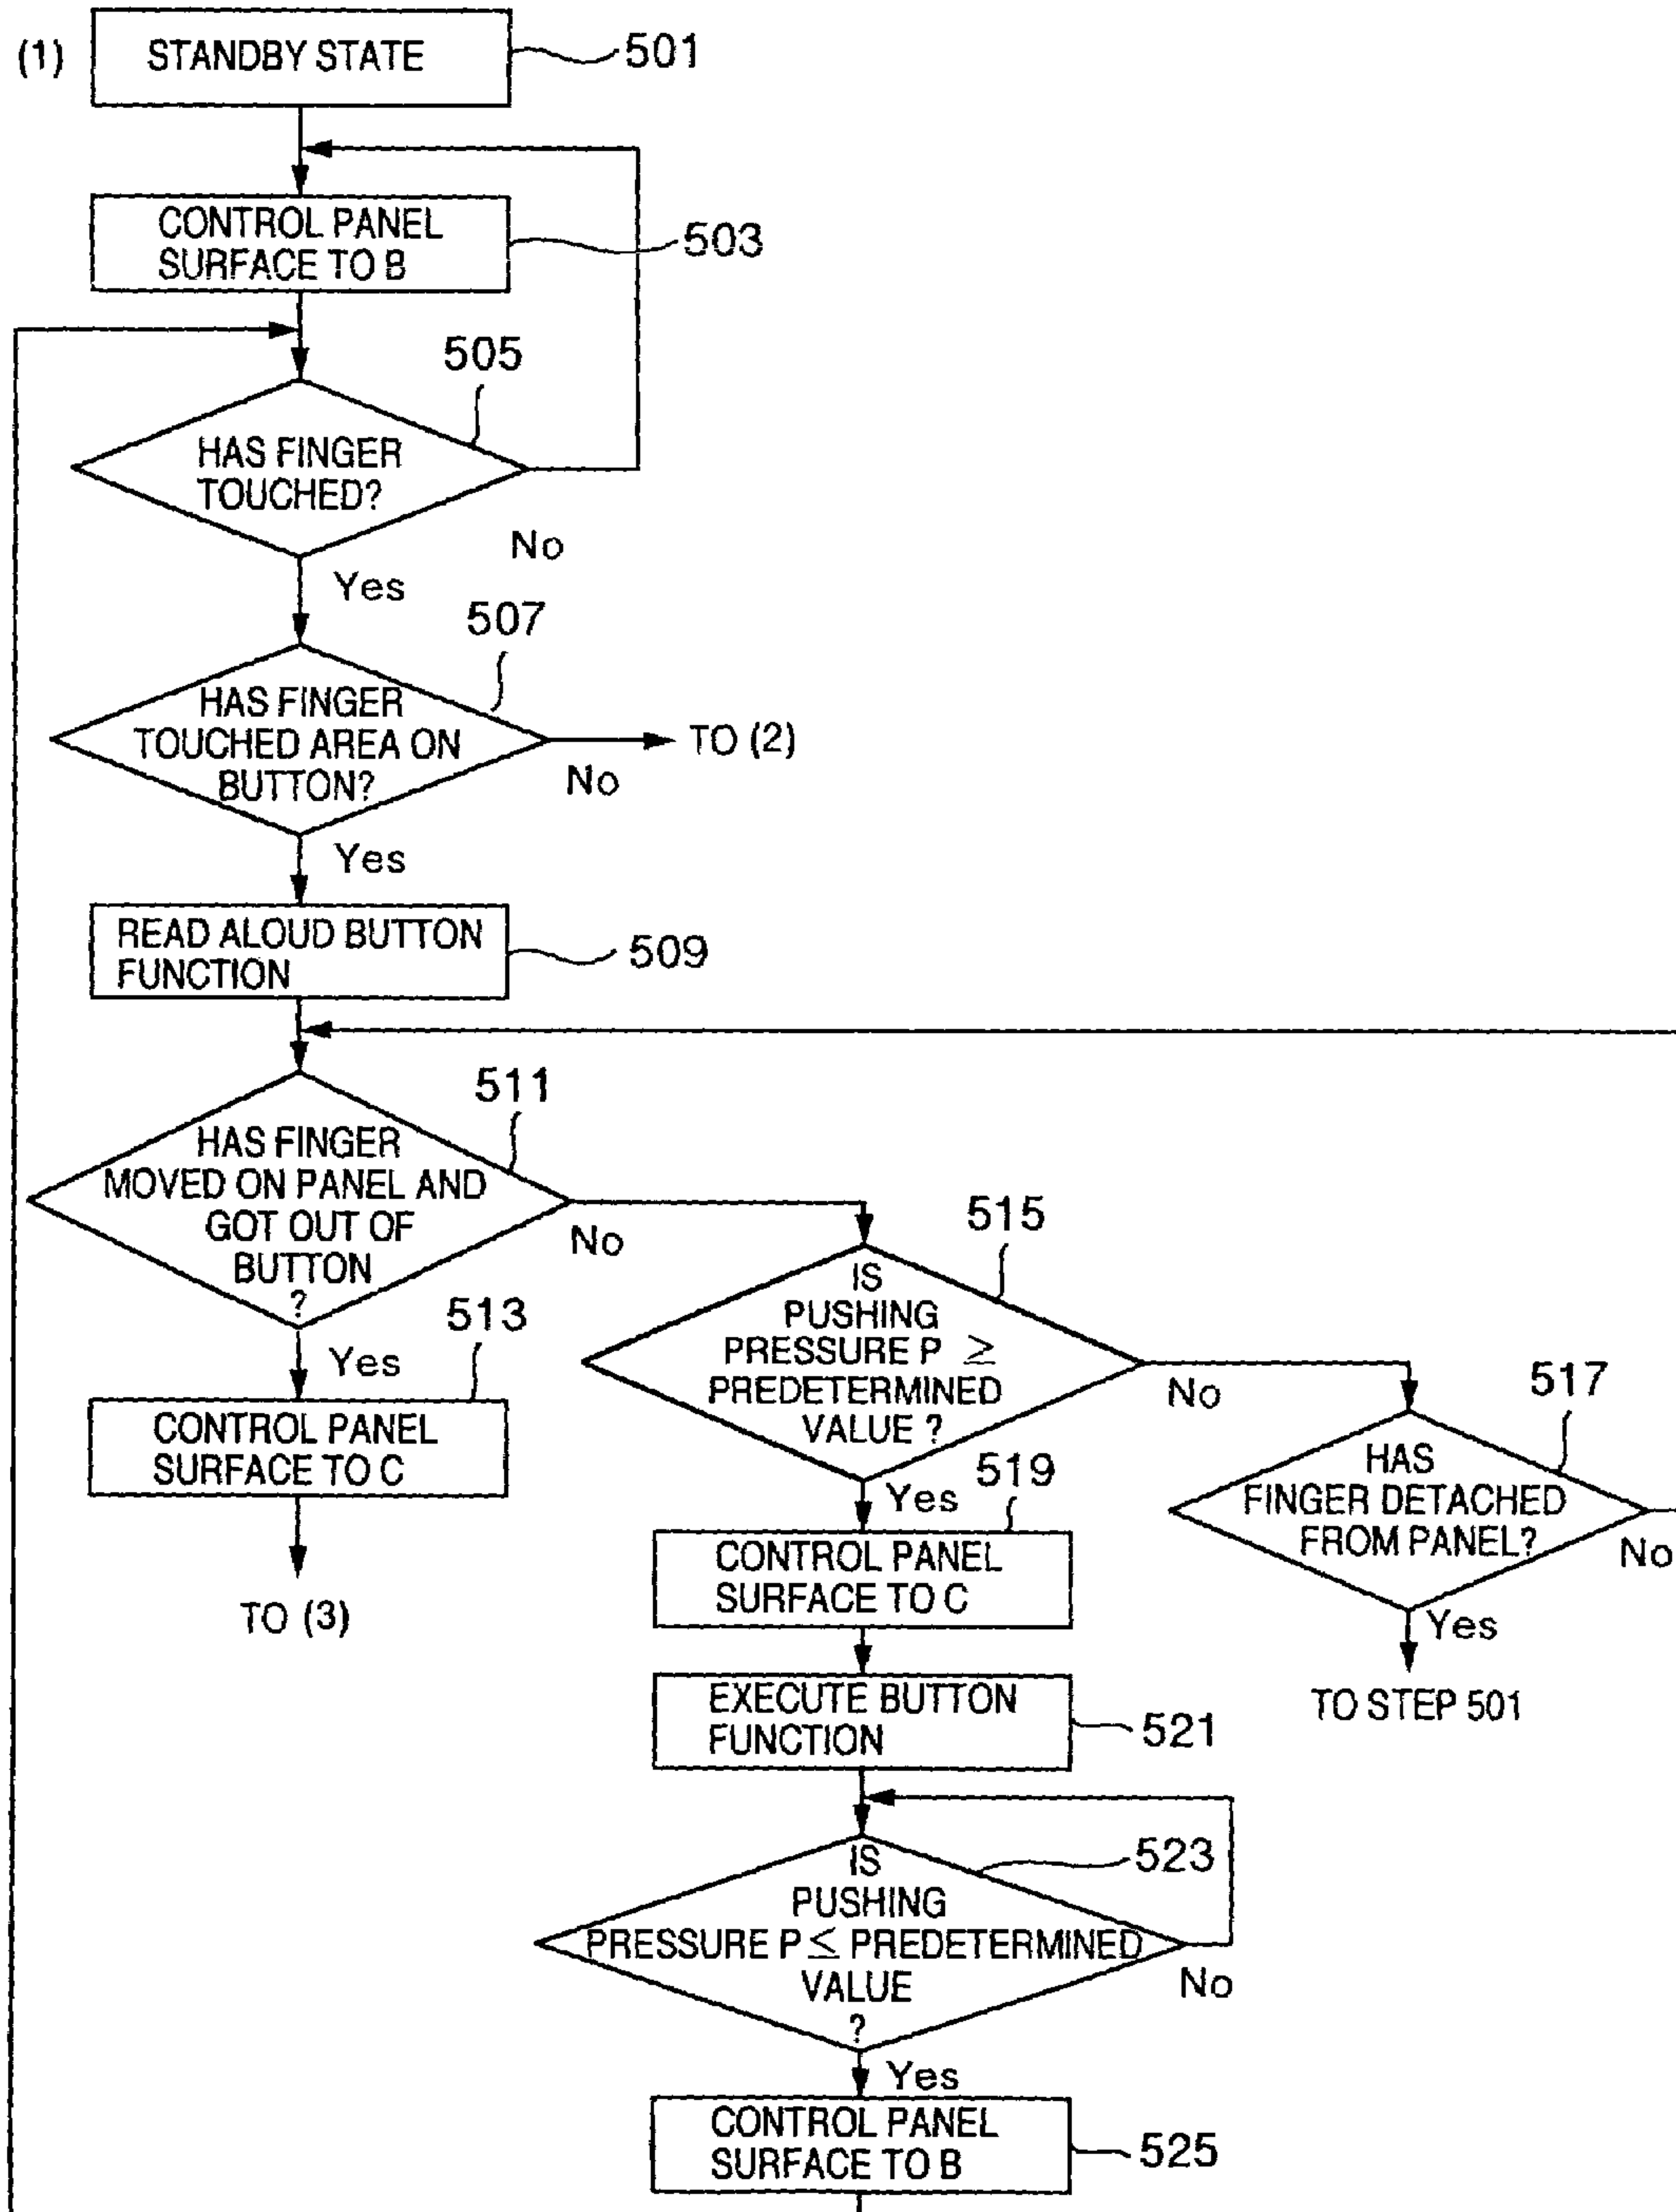 (1)
STANDBY STATE
501
CONTROL PANEL
SURFACE TO B
503
505
HAS FINGER
TOUCHED?
No
Yes
507
HAS FINGER
TOUCHED AREA ON
BUTTON?
TO (2)
No
Yes
READ ALOUD BUTTON
FUNCTION
509
511
HAS FINGER
MOVED ON PANEL AND
GOT OUT OF
BUTTON
?
No
Yes
513
CONTROL PANEL
SURFACE TO C
TO (3)
515
IS
PUSHING
PRESSURE P ≥
PREDETERMINED
VALUE ?
No
Yes
517
HAS
FINGER DETACHED
FROM PANEL?
No
Yes
TO STEP 501
519
CONTROL PANEL
SURFACE TO C
EXECUTE BUTTON
FUNCTION
521
IS
PUSHING
PRESSURE P ≤ PREDETERMINED
VALUE
?
523
No
Yes
CONTROL PANEL
SURFACE TO B
525